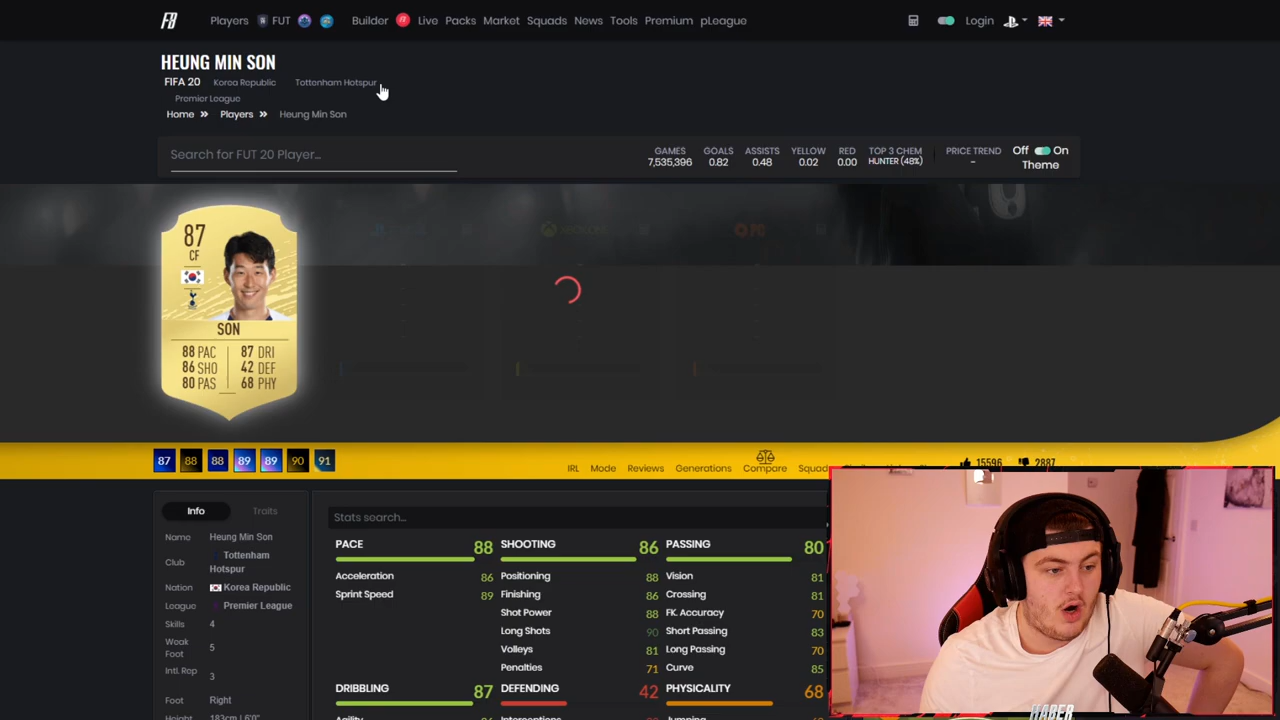 FB Players FUT Builder Live Packs Market Squads News Tools Premium pLeague Login
HEUNG MIN SON
FIFA 20 Korea Republic Tottenham Hotspur
Premier League
Home » Players » Heung Min Son
Search for FUT 20 Player...
GAMES GOALS ASSISTS YELLOW RED TOP 3 CHEM PRICE TREND Off On
7,535,396 0.82 0.48 0.02 0.00 HUNTER (48%) - Theme
87
CF
SON
88 PAC 87 DRI
86 SHO 42 DEF
80 PAS 68 PHY
87 88 88 89 89 90 91
IRL Mode Reviews Generations Compare Squad 15596 2887
Info Traits
Name Heung Min Son
Club Tottenham Hotspur
Nation Korea Republic
League Premier League
Skills 4
Weak Foot 5
Intl. Rep 3
Foot Right
Height 183cm | 6'0"
Stats search...
PACE 88 SHOOTING 86 PASSING 80
Acceleration 86 Positioning 88 Vision 81
Sprint Speed 89 Finishing 86 Crossing 81
Shot Power 88 FK. Accuracy 70
Long Shots 90 Short Passing 83
Volleys 81 Long Passing 70
Penalties 71 Curve 85
DRIBBLING 87 DEFENDING 42 PHYSICALITY 68
HABER